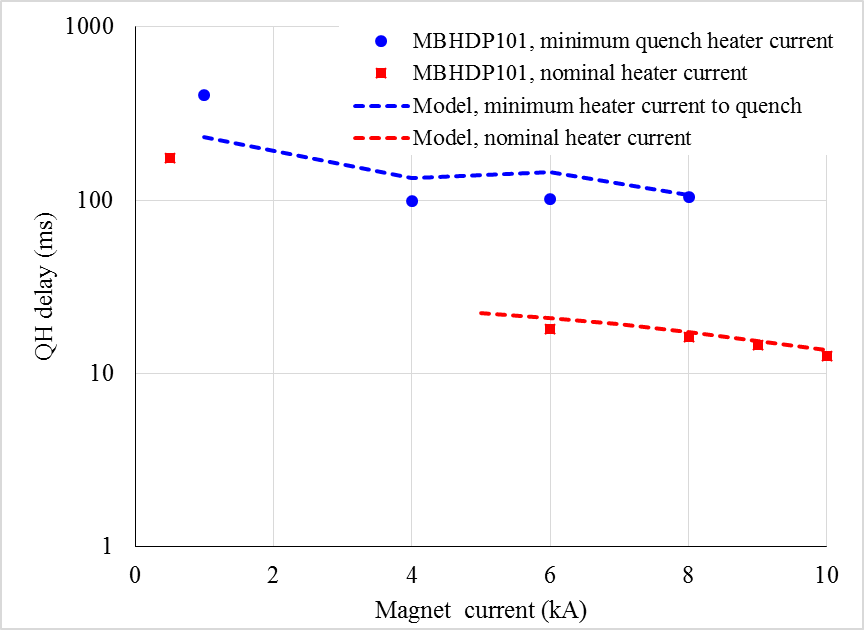 1000
100
10
1
QH delay (ms)
MBHDP101, minimum quench heater current
MBHDP101, nominal heater current
Model, minimum heater current to quench
Model, nominal heater current
0 2 4 6 8 10
Magnet current (kA)